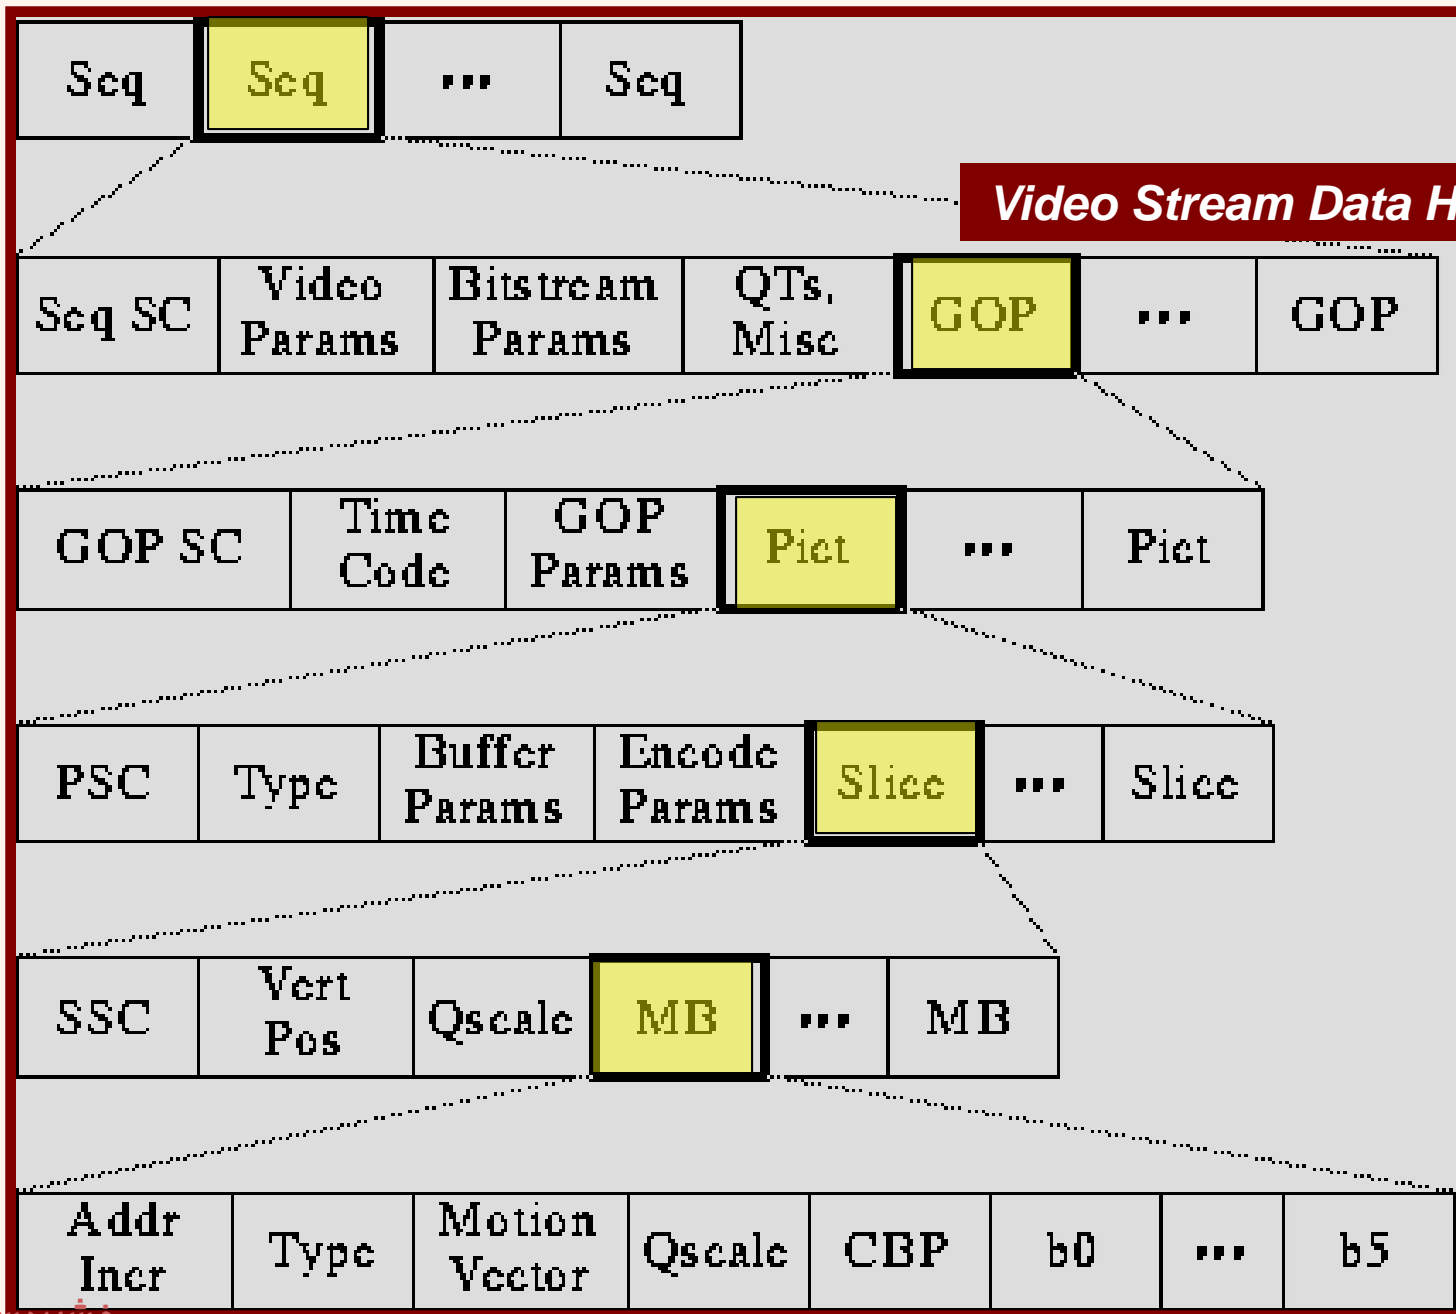 Seq Seq ... Seq
Video Stream Data H
Seq SC Video Params Bitstream Params QTs, Misc GOP ... GOP
GOP SC Time Code GOP Params Pict ... Pict
PSC Type Buffer Params Encode Params Slice ... Slice
SSC Vert Pos Qscale MB ... MB
Addr Incr Type Motion Vector Qscale CBP b0 ... b5